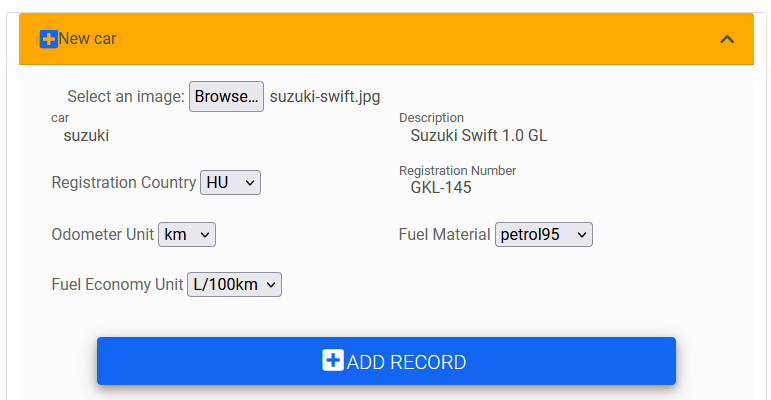 New car
Select an image: Browse... suzuki-swift.jpg
car Description
suzuki Suzuki Swift 1.0 GL
Registration Country HU Registration Number
GKL-145
Odometer Unit km Fuel Material petrol95
Fuel Economy Unit L/100km
ADD RECORD